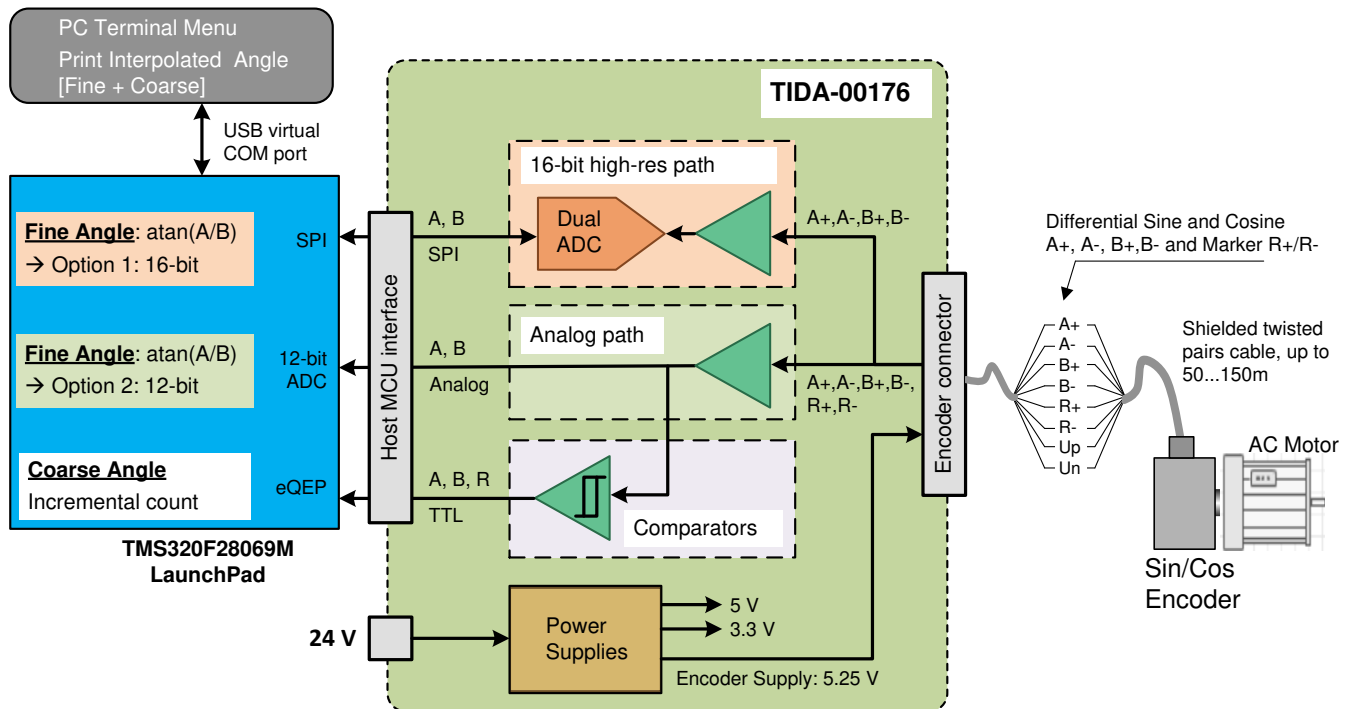 PC Terminal Menu
Print Interpolated Angle
[Fine + Coarse]
USB virtual
COM port
Fine Angle: atan(A/B)
→ Option 1: 16-bit
SPI
Fine Angle: atan(A/B)
→ Option 2: 12-bit
12-bit
ADC
Coarse Angle
Incremental count
eQEP
TMS320F28069M
LaunchPad
Host MCU interface
24 V
TIDA-00176
16-bit high-res path
Dual
ADC
A, B
SPI
A+,A-,B+,B-
Analog path
A, B
Analog
A+,A-,B+,B-,
R+,R-
A, B, R
TTL
Comparators
Power
Supplies
5 V
3.3 V
Encoder Supply: 5.25 V
Encoder connector
Differential Sine and Cosine
A+, A-, B+,B- and Marker R+/R-
A+
A-
B+
B-
R+
R-
Up
Un
Shielded twisted
pairs cable, up to
50...150m
AC Motor
Sin/Cos
Encoder